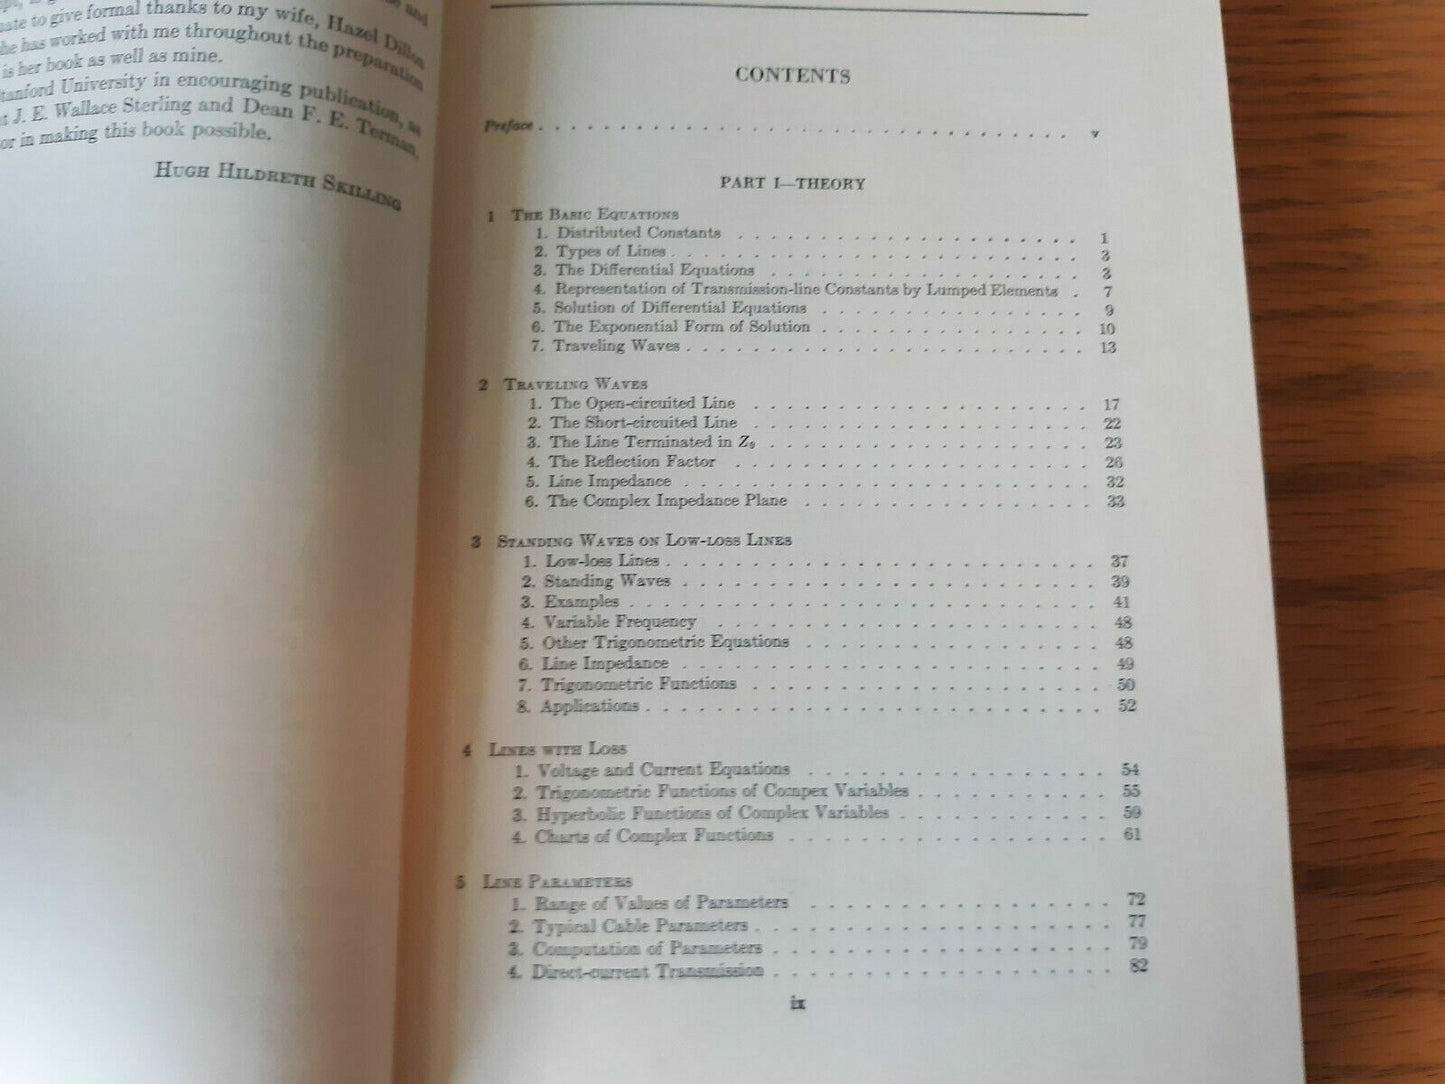 and
ate to give formal thanks to my wife, Hazel Dillon
he has worked with me throughout the preparation
is her book as well as mine.
tanford University in encouraging publication, as
t J. E. Wallace Sterling and Dean F. E. Terman,
or in making this book possible.
HUGH HILDRETH SKILLING
CONTENTS
Preface . . . . . . . . . . . . . . . . . . . . . . . . . . . . . . . v
PART I—THEORY
1 THE BASIC EQUATIONS
1. Distributed Constants . . . . . . . . . . . . . . . . . . . . . 1
2. Types of Lines . . . . . . . . . . . . . . . . . . . . . . . . . 3
3. The Differential Equations . . . . . . . . . . . . . . . . . . . 3
4. Representation of Transmission-line Constants by Lumped Elements . 7
5. Solution of Differential Equations . . . . . . . . . . . . . . . . 9
6. The Exponential Form of Solution . . . . . . . . . . . . . . . . 10
7. Traveling Waves . . . . . . . . . . . . . . . . . . . . . . . . 13
2 TRAVELING WAVES
1. The Open-circuited Line . . . . . . . . . . . . . . . . . . . . 17
2. The Short-circuited Line . . . . . . . . . . . . . . . . . . . . 22
3. The Line Terminated in Z₀ . . . . . . . . . . . . . . . . . . . 23
4. The Reflection Factor . . . . . . . . . . . . . . . . . . . . . 26
5. Line Impedance . . . . . . . . . . . . . . . . . . . . . . . . 32
6. The Complex Impedance Plane . . . . . . . . . . . . . . . . . . 33
3 STANDING WAVES ON LOW-LOSS LINES
1. Low-loss Lines . . . . . . . . . . . . . . . . . . . . . . . . . 37
2. Standing Waves . . . . . . . . . . . . . . . . . . . . . . . . 39
3. Examples . . . . . . . . . . . . . . . . . . . . . . . . . . . 41
4. Variable Frequency . . . . . . . . . . . . . . . . . . . . . . 48
5. Other Trigonometric Equations . . . . . . . . . . . . . . . . . 48
6. Line Impedance . . . . . . . . . . . . . . . . . . . . . . . . 49
7. Trigonometric Functions . . . . . . . . . . . . . . . . . . . . 50
8. Applications . . . . . . . . . . . . . . . . . . . . . . . . . . 52
4 LINES WITH LOSS
1. Voltage and Current Equations . . . . . . . . . . . . . . . . . 54
2. Trigonometric Functions of Compex Variables . . . . . . . . . . . 55
3. Hyperbolic Functions of Complex Variables . . . . . . . . . . . . 59
4. Charts of Complex Functions . . . . . . . . . . . . . . . . . . 61
5 LINE PARAMETERS
1. Range of Values of Parameters . . . . . . . . . . . . . . . . . 72
2. Typical Cable Parameters . . . . . . . . . . . . . . . . . . . . 77
3. Computation of Parameters . . . . . . . . . . . . . . . . . . . 79
4. Direct-current Transmission . . . . . . . . . . . . . . . . . . 82
ix